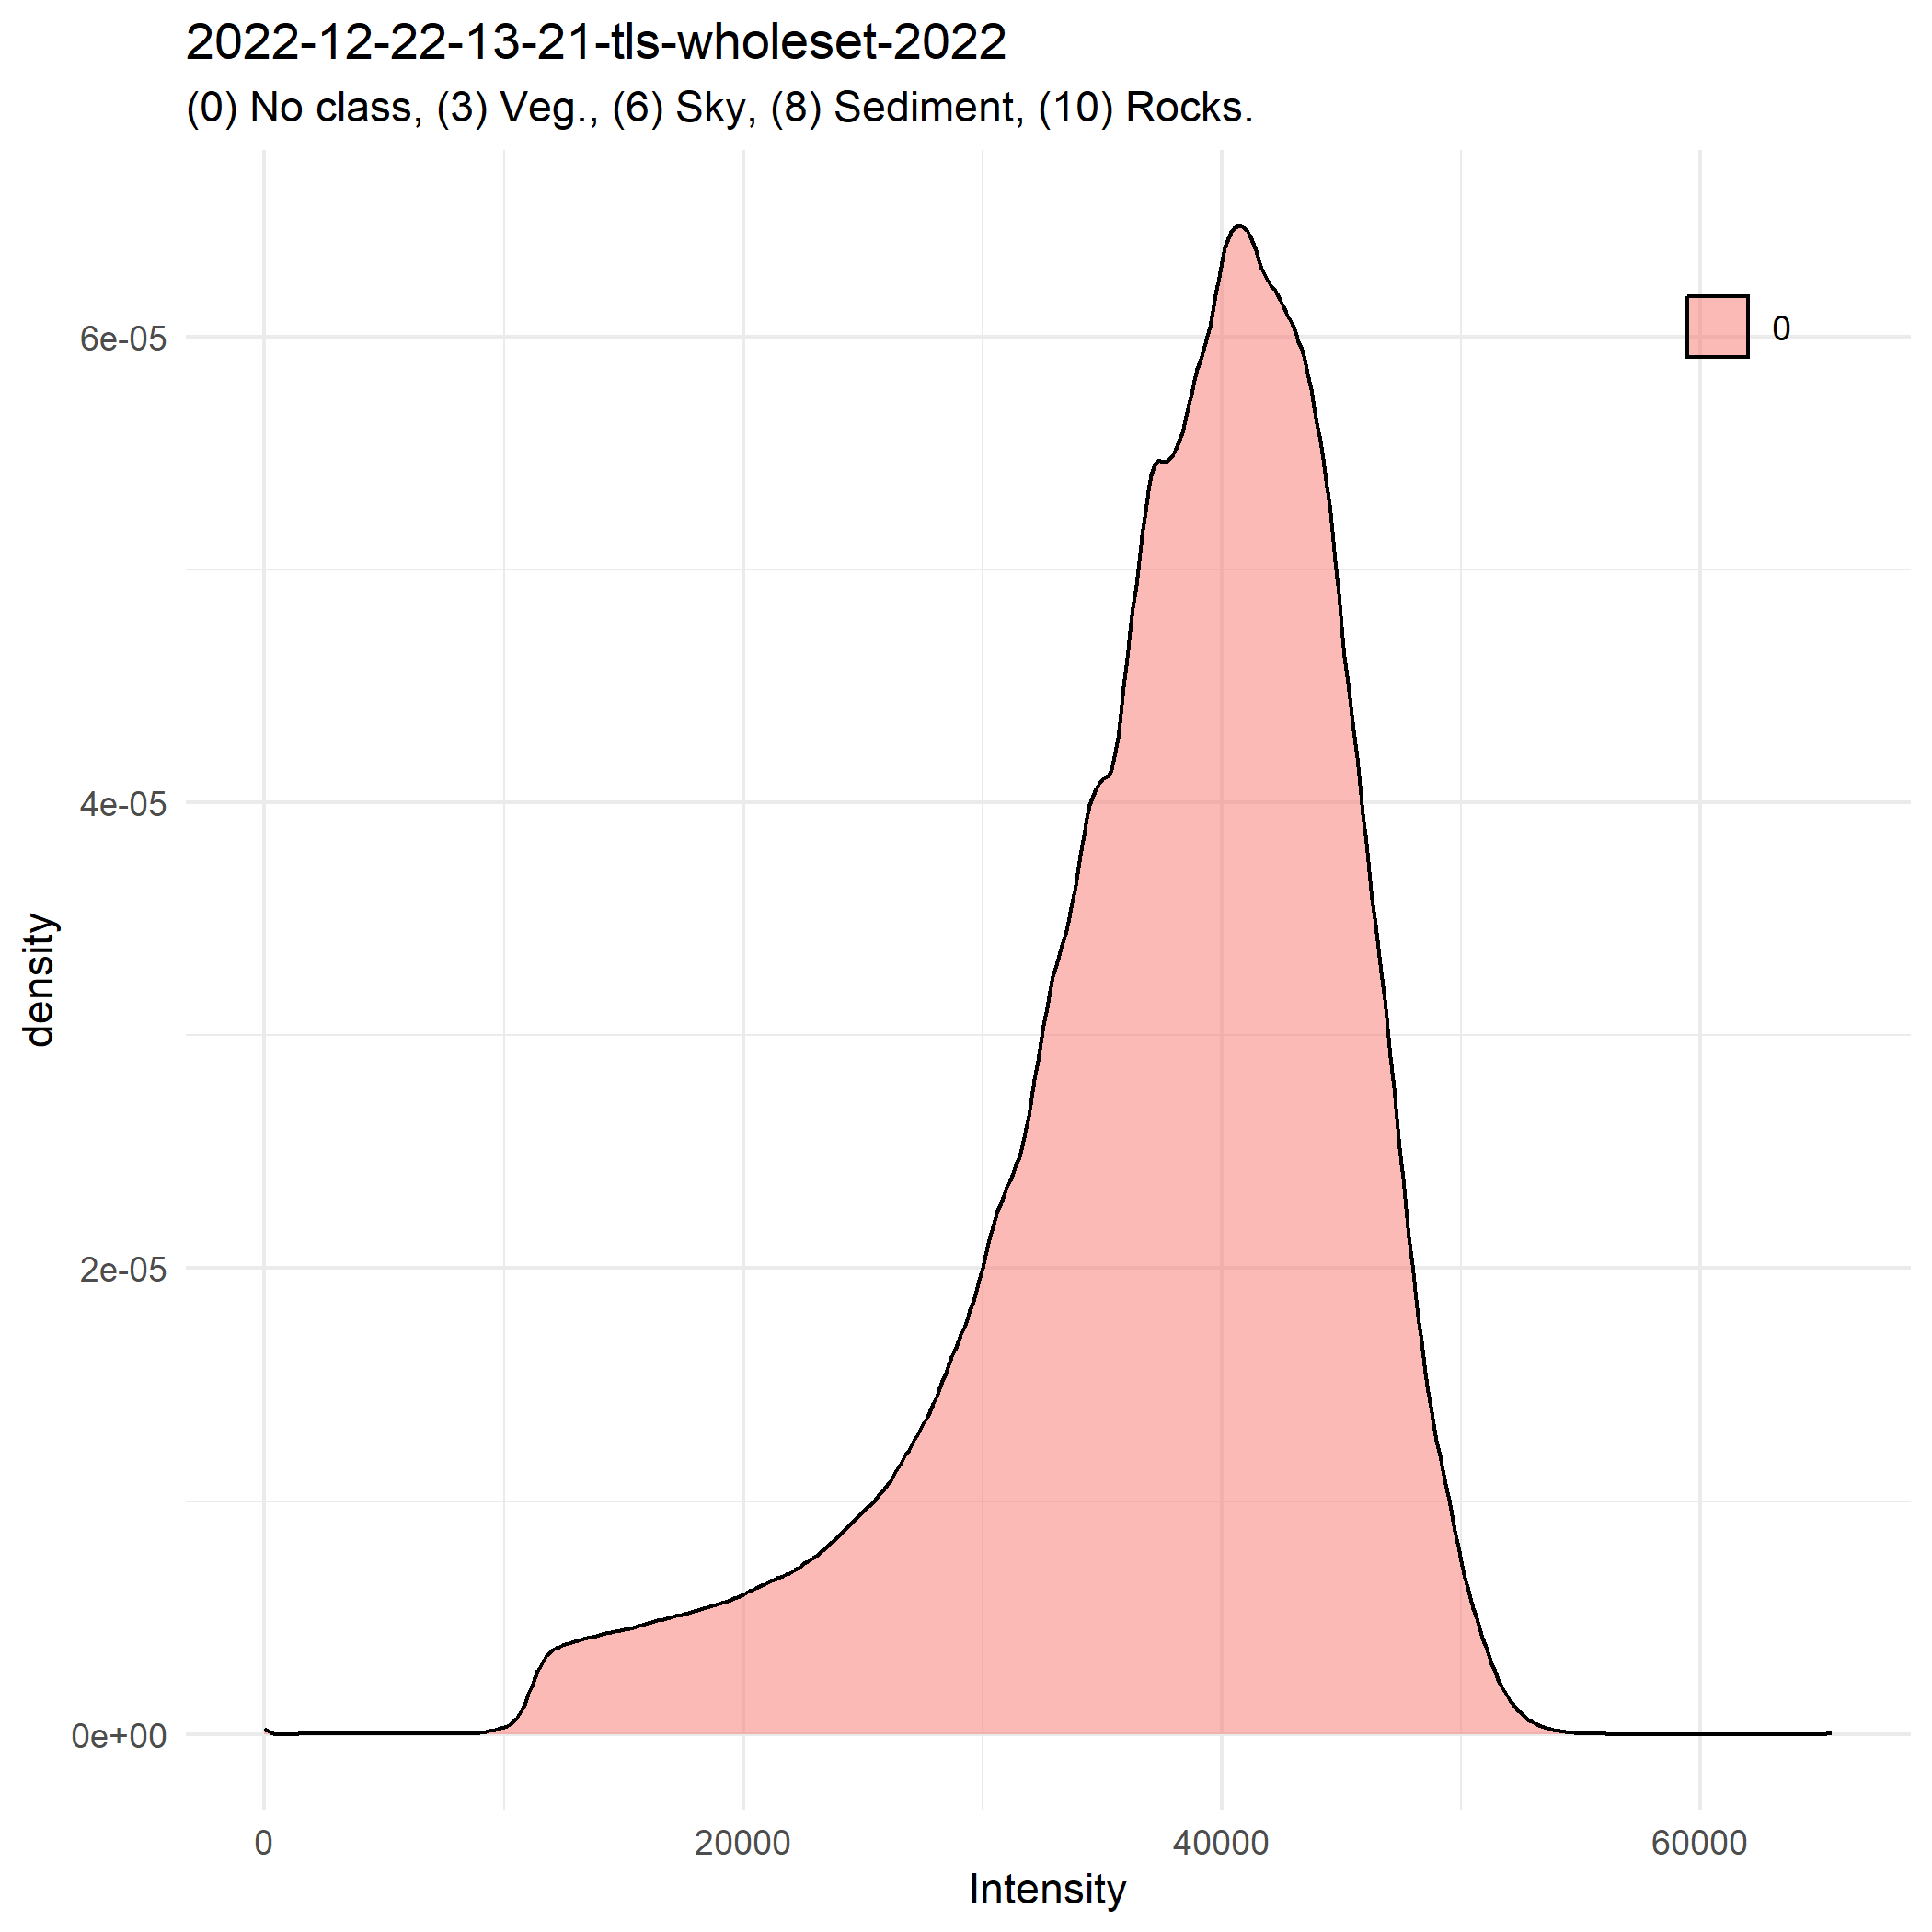 2022-12-22-13-21-tls-wholeset-2022
(0) No class, (3) Veg., (6) Sky, (8) Sediment, (10) Rocks.
0
6e-05
4e-05
2e-05
0e+00
density
0 20000 40000 60000
Intensity